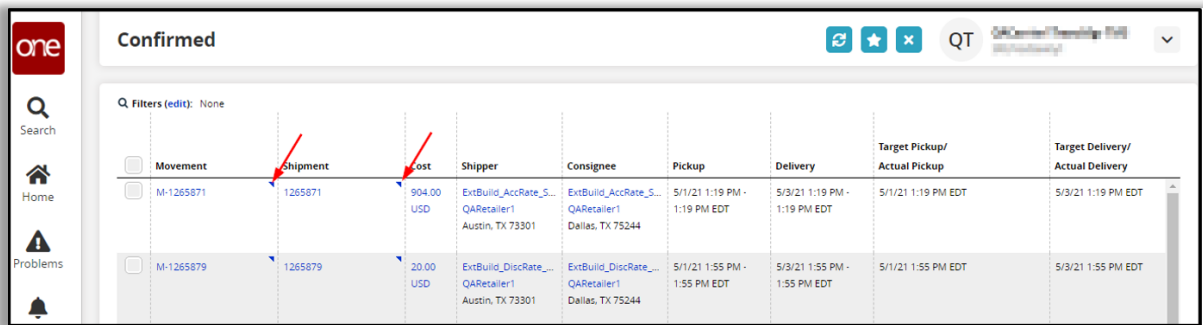 one
Confirmed
QT
Search
Home
Problems
Filters (edit): None
Movement
Shipment
Cost
Shipper
Consignee
Pickup
Delivery
Target Pickup/
Actual Pickup
Target Delivery/
Actual Delivery
M-1265871
1265871
904.00
USD
ExtBuild_AccRate_S...
QARetailer1
Austin, TX 73301
ExtBuild_AccRate_S...
QARetailer1
Dallas, TX 75244
5/1/21 1:19 PM -
1:19 PM EDT
5/3/21 1:19 PM -
1:19 PM EDT
5/1/21 1:19 PM EDT
5/3/21 1:19 PM EDT
M-1265879
1265879
20.00
USD
ExtBuild_DiscRate_...
QARetailer1
Austin, TX 73301
ExtBuild_DiscRate_...
QARetailer1
Dallas, TX 75244
5/1/21 1:55 PM -
1:55 PM EDT
5/3/21 1:55 PM -
1:55 PM EDT
5/1/21 1:55 PM EDT
5/3/21 1:55 PM EDT